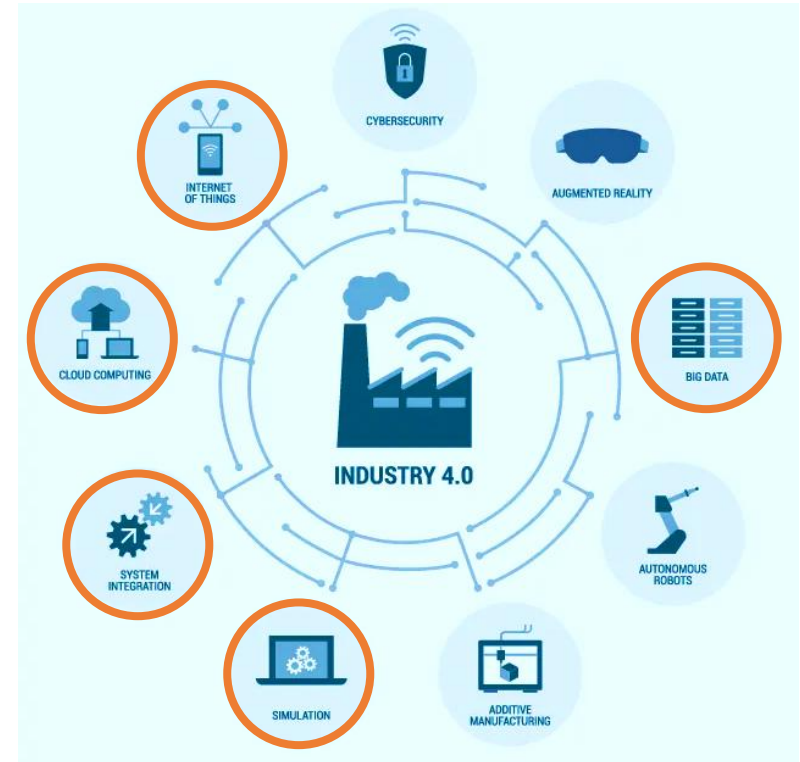 CYBERSECURITY
AUGMENTED REALITY
BIG DATA
AUTONOMOUS
ROBOTS
ADDITIVE
MANUFACTURING
SIMULATION
SYSTEM
INTEGRATION
CLOUD COMPUTING
INTERNET
OF THINGS
INDUSTRY 4.0